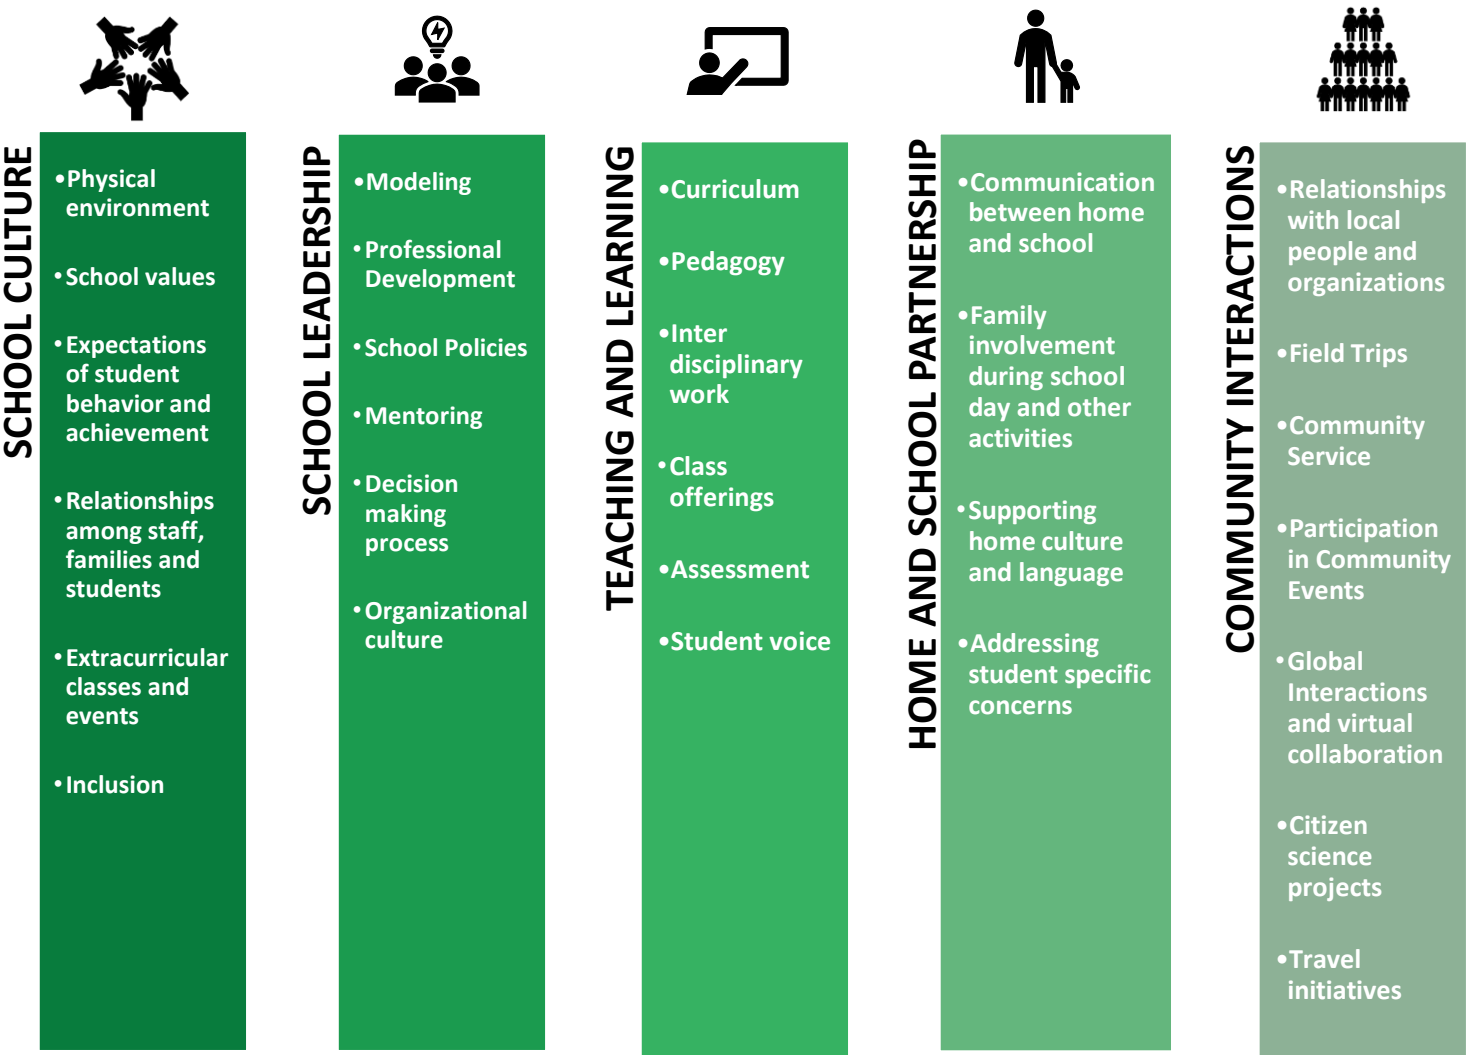 SCHOOL CULTURE
•Physical
environment
•School values
•Expectations
of student
behavior and
achievement
•Relationships
among staff,
families and
students
•Extracurricular
classes and
events
•Inclusion
SCHOOL LEADERSHIP
•Modeling
•Professional
Development
•School Policies
•Mentoring
•Decision
making
process
•Organizational
culture
TEACHING AND LEARNING
•Curriculum
•Pedagogy
•Inter
disciplinary
work
•Class
offerings
•Assessment
•Student voice
HOME AND SCHOOL PARTNERSHIP
•Communication
between home
and school
•Family
involvement
during school
day and other
activities
•Supporting
home culture
and language
•Addressing
student specific
concerns
COMMUNITY INTERACTIONS
•Relationships
with local
people and
organizations
•Field Trips
•Community
Service
•Participation
in Community
Events
•Global
Interactions
and virtual
collaboration
•Citizen
science
projects
•Travel
initiatives